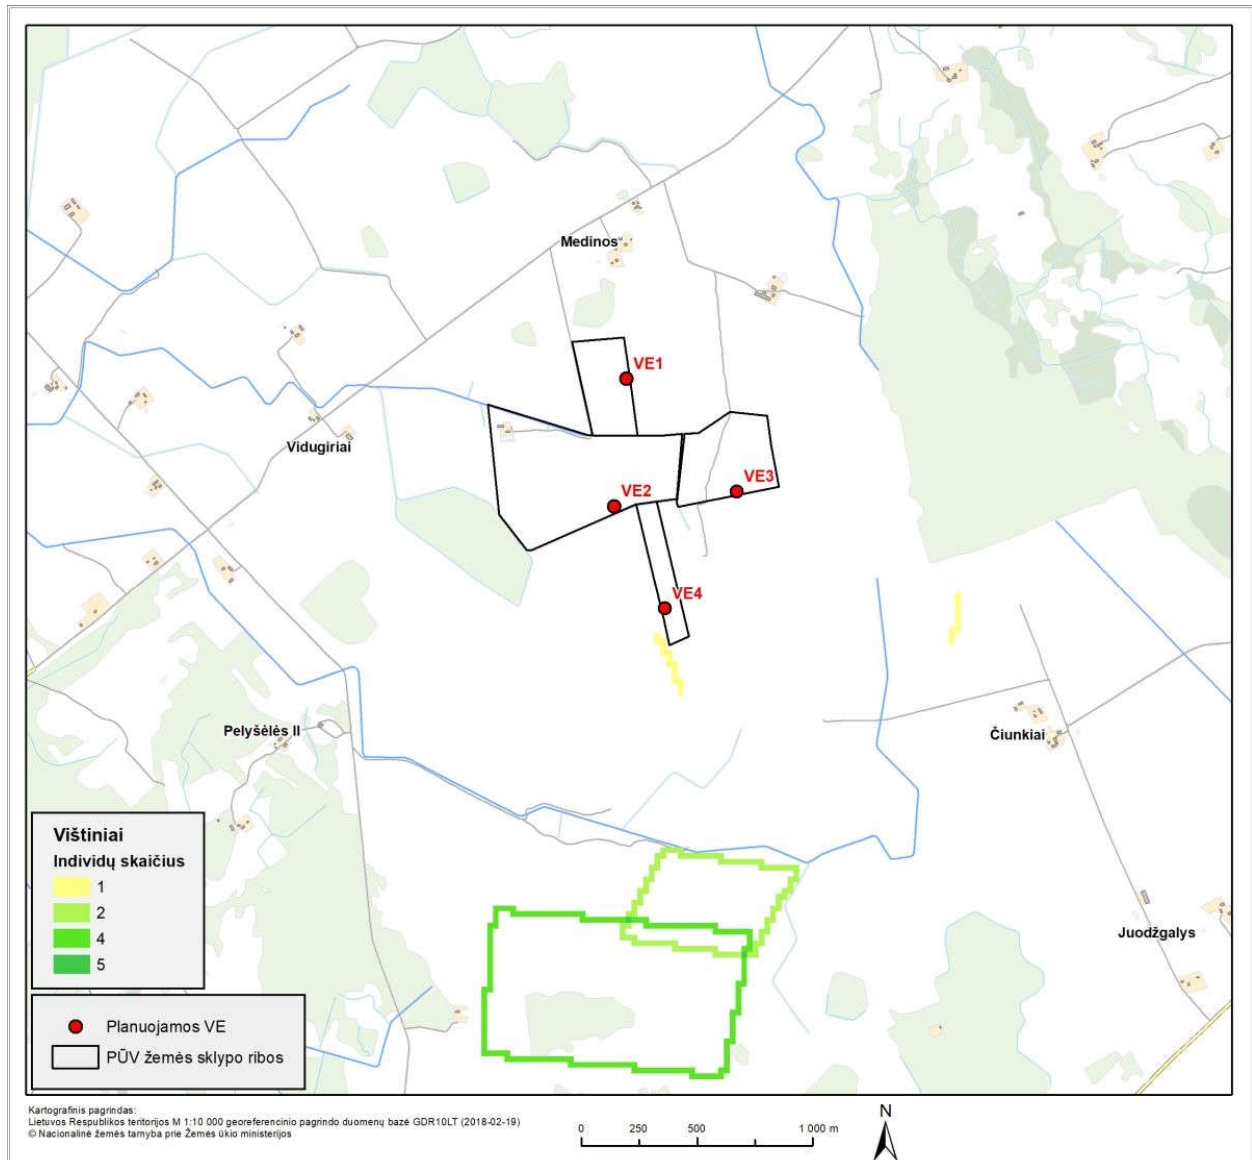 Medinos
VE1
Vidugiriai
VE2
VE3
VE4
Pelyšėlės II
Čiunkiai
Juodžgalys
Vištiniai
Individų skaičius
1
2
4
5
Planuojamos VE
PŪV žemės sklypo ribos
Kartografinis pagrindas:
Lietuvos Respublikos teritorijos M 1:10 000 georeferencinio pagrindo duomenų bazė GDR10LT (2018-02-19)
© Nacionalinė žemės tarnyba prie Žemės ūkio ministerijos
0 250 500 1 000 m
N